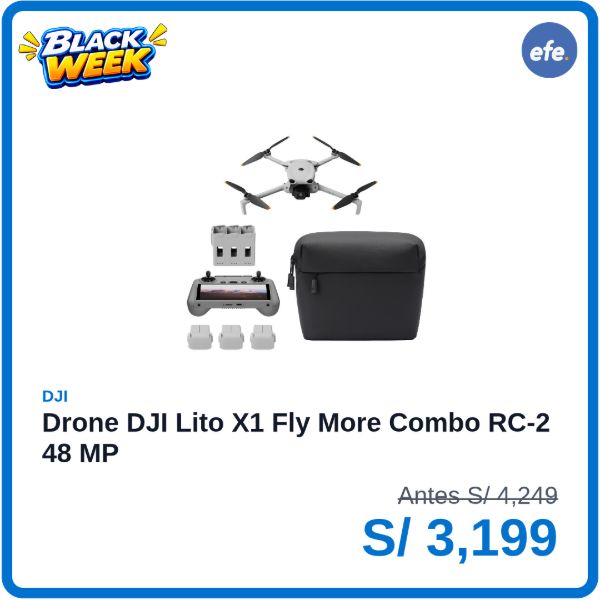 BLACK
WEEK
efe.
DJI
Drone DJI Lito X1 Fly More Combo RC-2
48 MP
Antes S/ 4,249
S/ 3,199